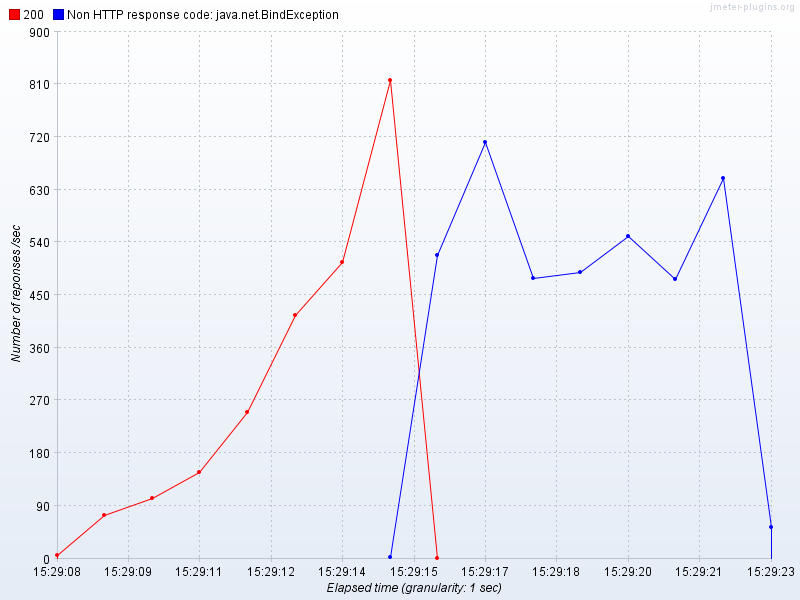 jmeter-plugins.org
200 Non HTTP response code: java.net.BindException
900
810
720
630
540
450
360
270
180
90
0
Number of reponses /sec
15:29:08 15:29:09 15:29:11 15:29:12 15:29:14 15:29:15 15:29:17 15:29:18 15:29:20 15:29:21 15:29:23
Elapsed time (granularity: 1 sec)